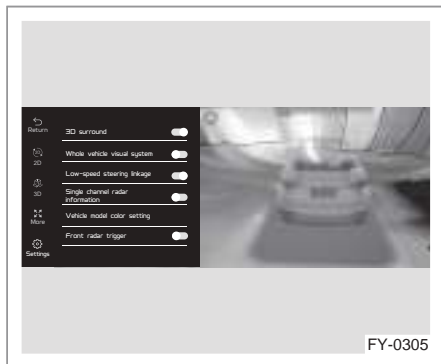 Return
3D surround
2D
Whole vehicle visual system
Low-speed steering linkage
3D
Single channel radar
information
More
Vehicle model color setting
Settings
Front radar trigger
FY-0305